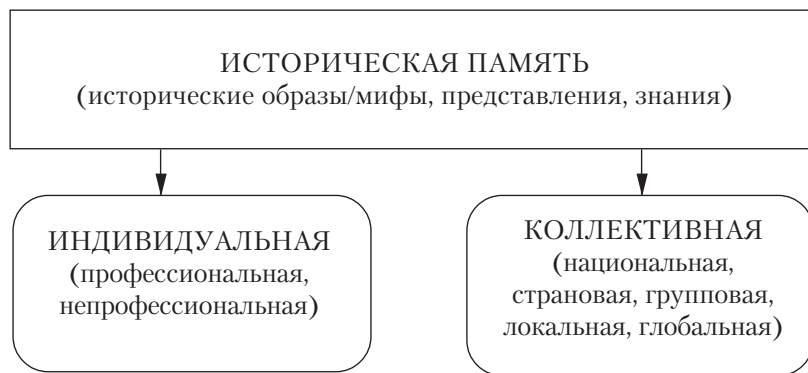 ИСТОРИЧЕСКАЯ ПАМЯТЬ
(исторические образы/мифы, представления, знания)
ИНДИВИДУАЛЬНАЯ
(профессиональная,
непрофессиональная)
КОЛЛЕКТИВНАЯ
(национальная,
страновая, групповая,
локальная, глобальная)